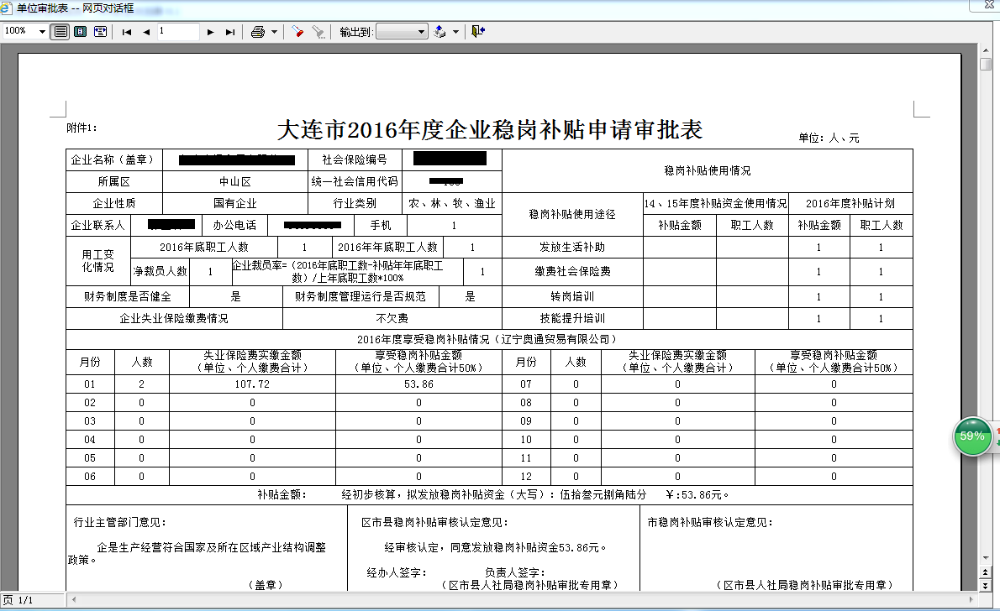 单位审批表 -- 网页对话框
100% 1 输出到:
附件1:
大连市2016年度企业稳岗补贴申请审批表
单位: 人、元
企业名称（盖章） 社会保险编号 稳岗补贴使用情况
所属区 中山区 统一社会信用代码
企业性质 国有企业 行业类别 农、林、牧、渔业 稳岗补贴使用途径 14、15年度补贴资金使用情况 2016年度补贴计划
企业联系人 办公电话 手机 1 补贴金额 职工人数 补贴金额 职工人数
用工变化情况 2016年底职工人数 1 2016年年底职工人数 1 发放生活补助 1 1
净裁员人数 1 企业裁员率=（2016年底职工数-补贴年年底职工数）/上年底职工数*100% 1 缴费社会保险费 1 1
财务制度是否健全 是 财务制度管理运行是否规范 是 转岗培训 1 1
企业失业保险缴费情况 不欠费 技能提升培训 1 1
2016年度享受稳岗补贴情况（辽宁奥通贸易有限公司）
月份 人数 失业保险费实缴金额（单位、个人缴费合计） 享受稳岗补贴金额（单位、个人缴费合计50%） 月份 人数 失业保险费实缴金额（单位、个人缴费合计） 享受稳岗补贴金额（单位、个人缴费合计50%）
01 2 107.72 53.86 07 0 0 0
02 0 0 0 08 0 0 0
03 0 0 0 09 0 0 0
04 0 0 0 10 0 0 0
05 0 0 0 11 0 0 0
06 0 0 0 12 0 0 0
补贴金额: 经初步核算，拟发放稳岗补贴资金（大写）: 伍拾叁元捌角陆分 ¥:53.86元。
行业主管部门意见: 区市县稳岗补贴审核认定意见: 市稳岗补贴审核认定意见:
企是生产经营符合国家及所在区域产业结构调整 经审核认定，同意发放稳岗补贴资金53.86元。
政策。
经办人签字: 负责人签字:
（盖章） （区市县人社局稳岗补贴审批专用章） （区市县人社局稳岗补贴审批专用章）
59%
页 1/1